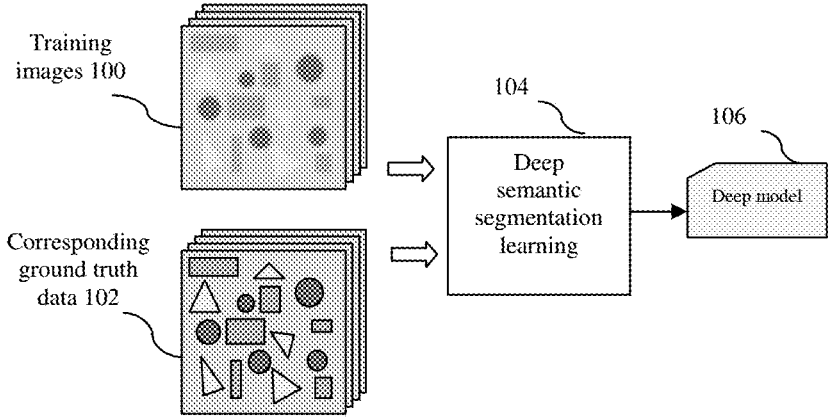 Training
images 100
Corresponding
ground truth
data 102
104
Deep
semantic
segmentation
learning
106
Deep model